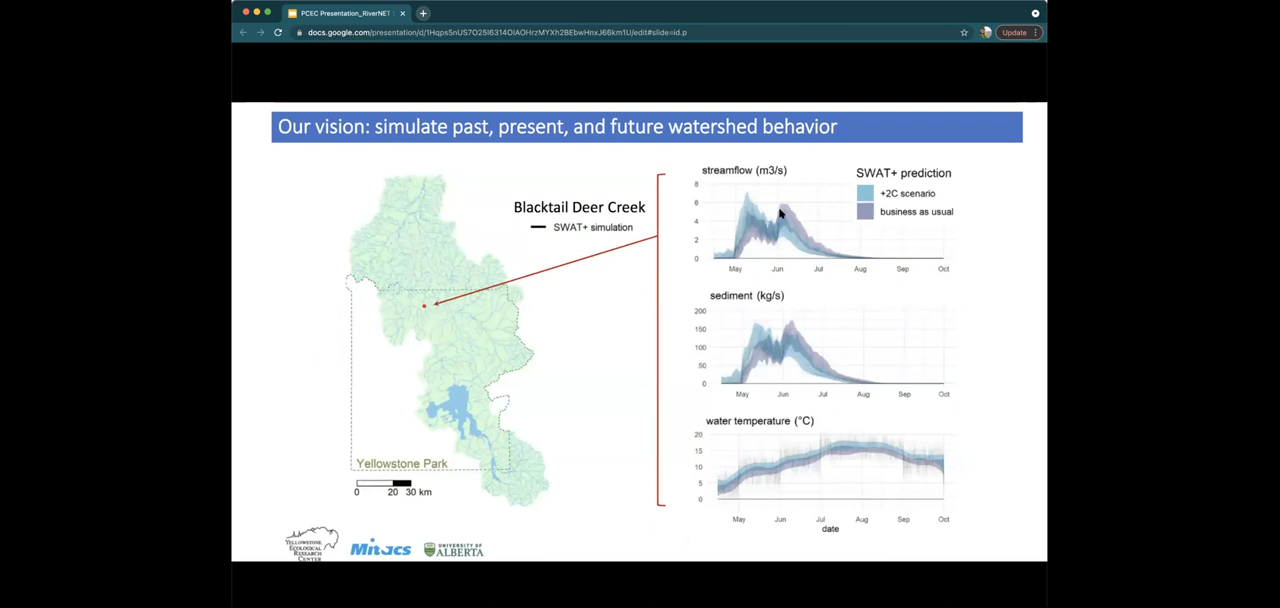 PCEC Presentation_RiverNET
docs.google.com/presentation/d/1Hqps5nUS7O25I6314OIAOHrzMYXh2BEbwHnxJ66km1U/edit#slide=id.p
Update
Our vision: simulate past, present, and future watershed behavior
Blacktail Deer Creek
SWAT+ simulation
Yellowstone Park
0 20 30 km
streamflow (m3/s)
8
6
4
2
0
May Jun Jul Aug Sep Oct
SWAT+ prediction
+2C scenario
business as usual
sediment (kg/s)
200
150
100
50
0
May Jun Jul Aug Sep Oct
water temperature (°C)
20
15
10
5
0
May Jun Jul Aug Sep Oct
date
YELLOWSTONE
ECOLOGICAL
RESEARCH
CENTER
Mitacs
UNIVERSITY OF
ALBERTA